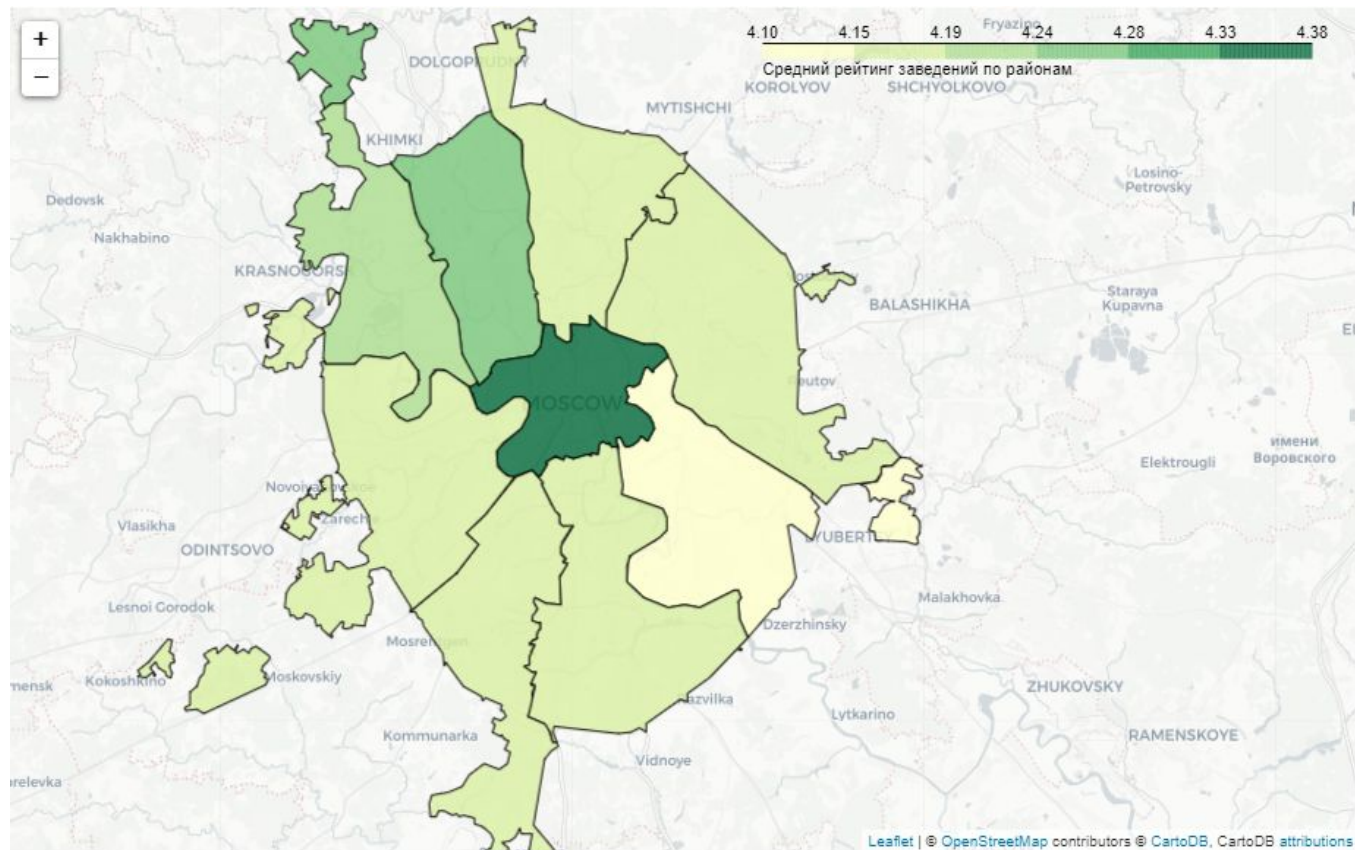 +
−
4.10 4.15 4.19 4.24 4.28 4.33 4.38
Средний рейтинг заведений по районам
Fryazino
DOLGOPRUDNY
KOROLYOV
SHCHYOLKOVO
MYTISHCHI
KHIMKI
Losino-
Petrovsky
Dedovsk
Nakhabino
KRASNOGORSK
BALASHIKHA
Staraya
Kupavna
Reutov
MOSCOW
имени
Воровского
Elektrougli
Vlasikha
ODINTSOVO
LYUBERTCY
Lesnoi Gorodok
Malakhovka
Dzerzhinsky
Mosrentgen
Kokoshkino
Moskovskiy
Razvilka
ZHUKOVSKY
Lytkarino
Kommunarka
RAMENSKOYE
Vidnoye
Leaflet | © OpenStreetMap contributors © CartoDB, CartoDB attributions